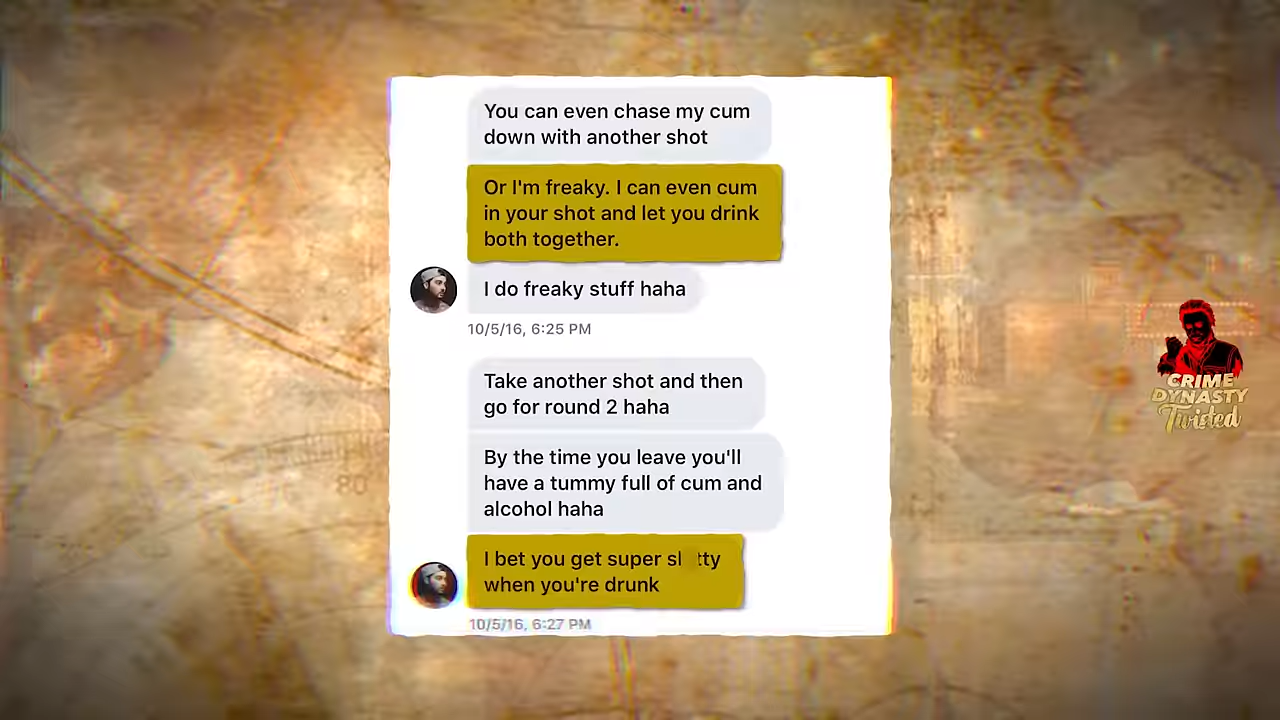 You can even chase my cum
down with another shot
Or I'm freaky. I can even cum
in your shot and let you drink
both together.
I do freaky stuff haha
10/5/16, 6:25 PM
Take another shot and then
go for round 2 haha
By the time you leave you'll
have a tummy full of cum and
alcohol haha
I bet you get super sl tty
when you're drunk
10/5/16, 6:27 PM
80
CRIME
DYNASTY
Twisted